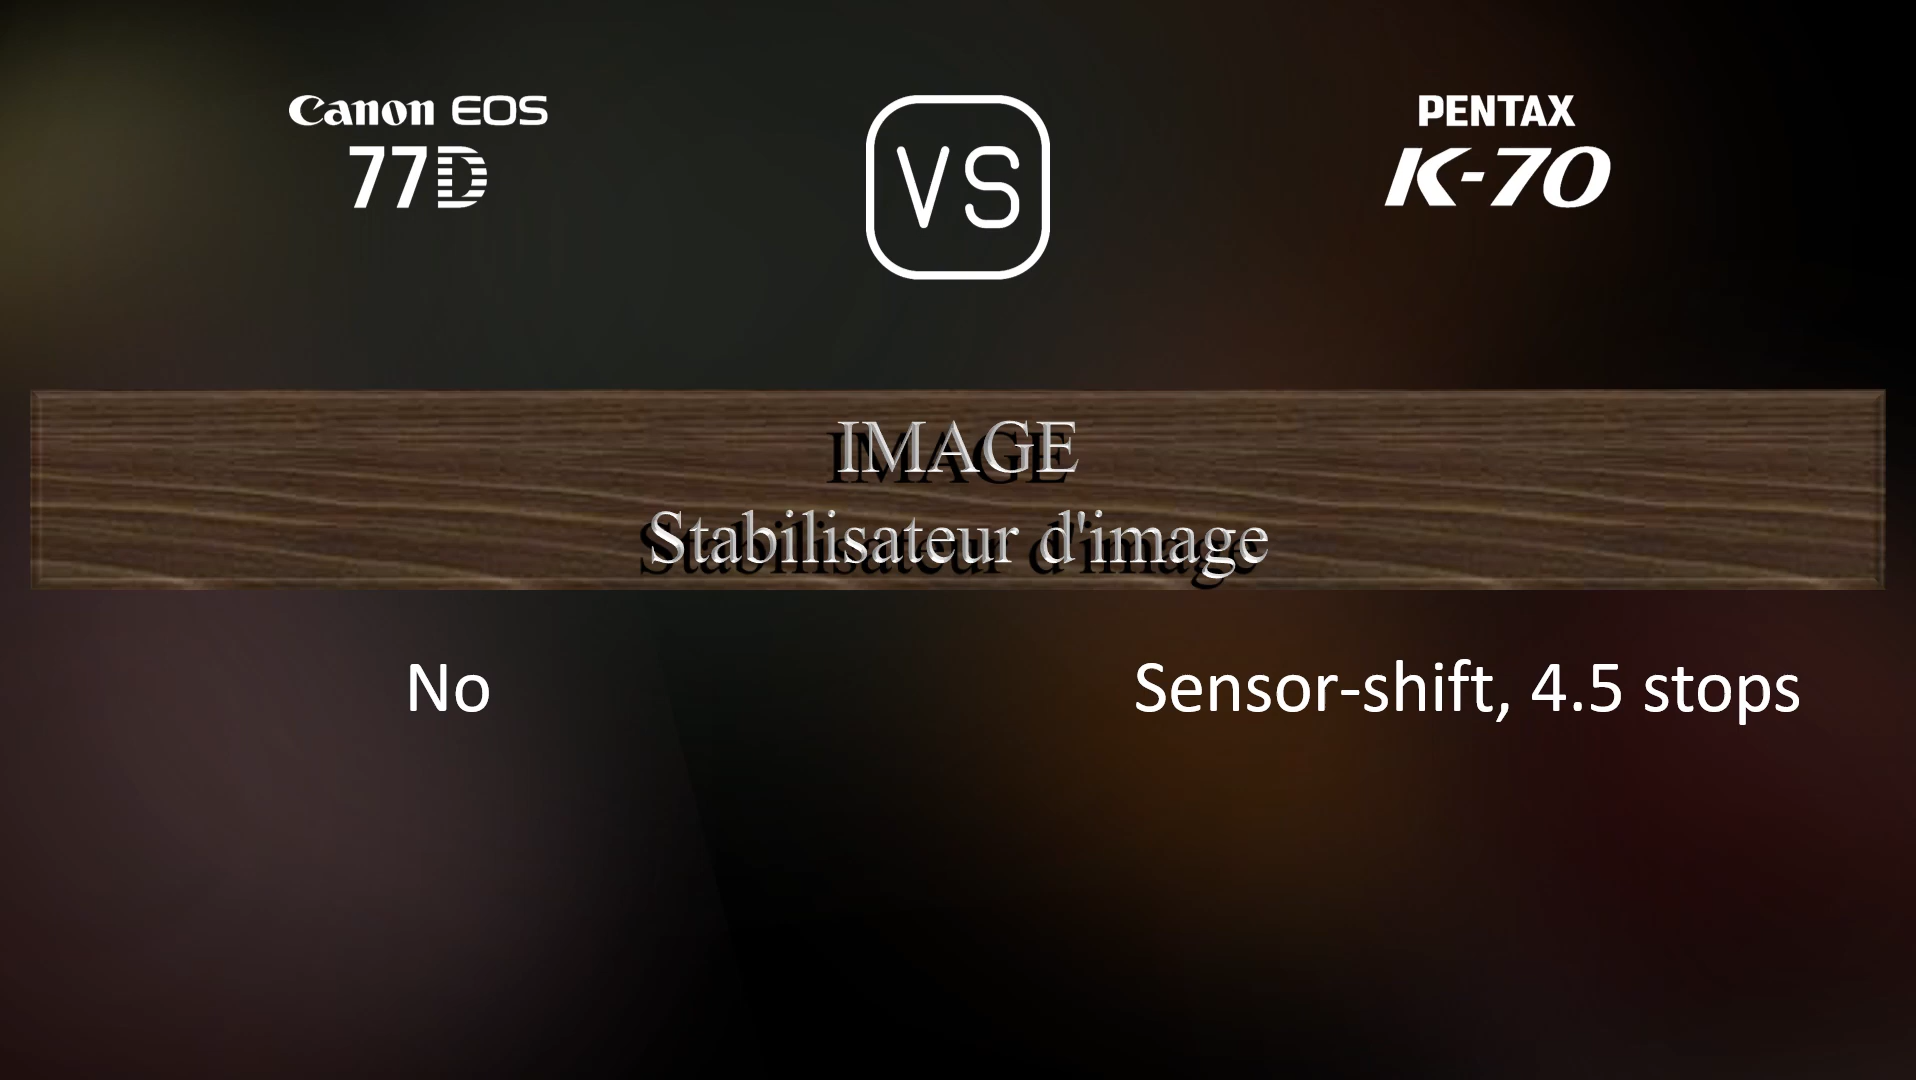 Canon EOS
77D
VS
PENTAX
K-70
IMAGE
Stabilisateur d'image
No
Sensor-shift, 4.5 stops